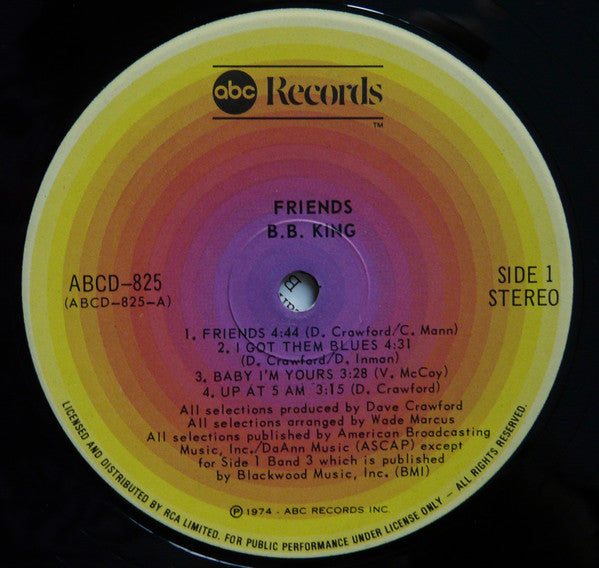 abc Records
TM
FRIENDS
B.B. KING
ABCD-825
(ABCD-825-A)
SIDE 1
STEREO
1. FRIENDS 4:44 (D. Crawford/C. Mann)
2. I GOT THEM BLUES 4:31
(D. Crawford/D. Inman)
3. BABY I'M YOURS 3:28 (V. McCoy)
4. UP AT 5 AM 3:15 (D. Crawford)
All selections produced by Dave Crawford
All selections arranged by Wade Marcus
All selections published by American Broadcasting
Music, Inc./DaAnn Music (ASCAP) except
for Side 1 Band 3 which is published
by Blackwood Music, Inc. (BMI)
Ⓟ 1974 - ABC RECORDS INC.
LICENSED AND DISTRIBUTED BY RCA LIMITED. FOR PUBLIC PERFORMANCE UNDER LICENSE ONLY — ALL RIGHTS RESERVED.